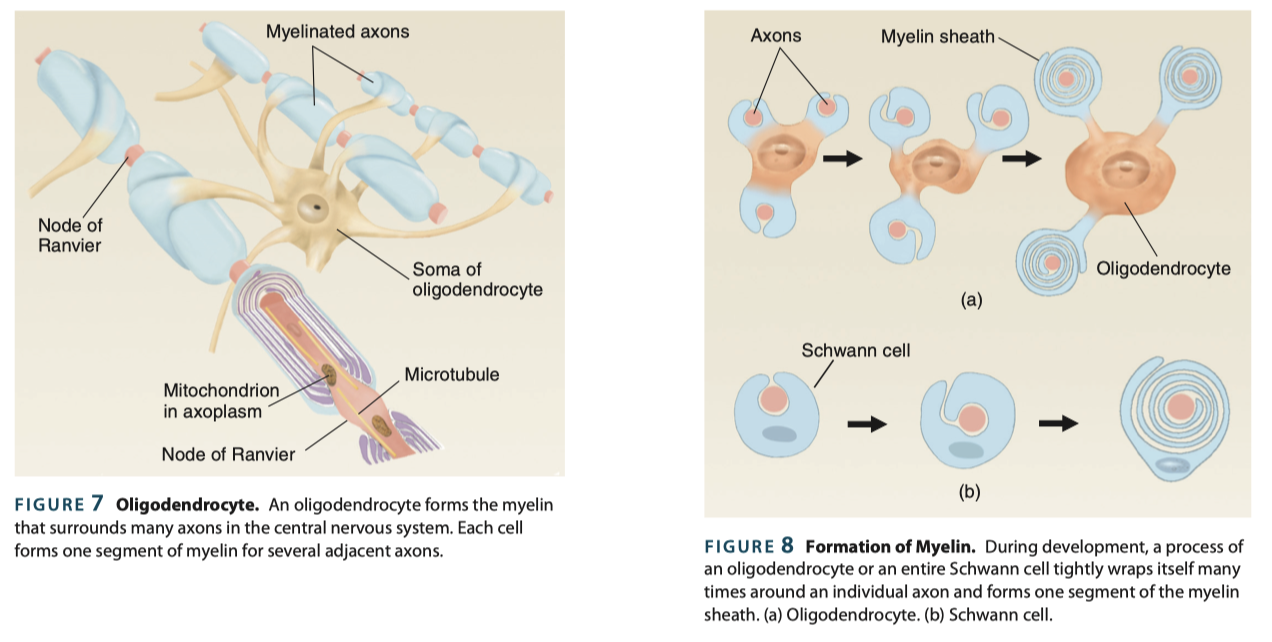 Myelinated axons
Node of
Ranvier
Soma of
oligodendrocyte
Mitochondrion
in axoplasm
Microtubule
Node of Ranvier
FIGURE 7 Oligodendrocyte. An oligodendrocyte forms the myelin
that surrounds many axons in the central nervous system. Each cell
forms one segment of myelin for several adjacent axons.
Axons
Myelin sheath
Oligodendrocyte
(a)
Schwann cell
(b)
FIGURE 8 Formation of Myelin. During development, a process of
an oligodendrocyte or an entire Schwann cell tightly wraps itself many
times around an individual axon and forms one segment of the myelin
sheath. (a) Oligodendrocyte. (b) Schwann cell.